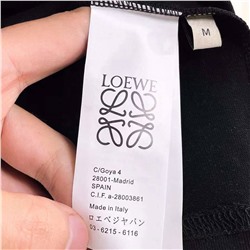 M
LOEWE
C/Goya 4
28001-Madrid
SPAIN
C.I.F. a-28003861
Made in Italy
ロエベジャパン
03-6215-6116